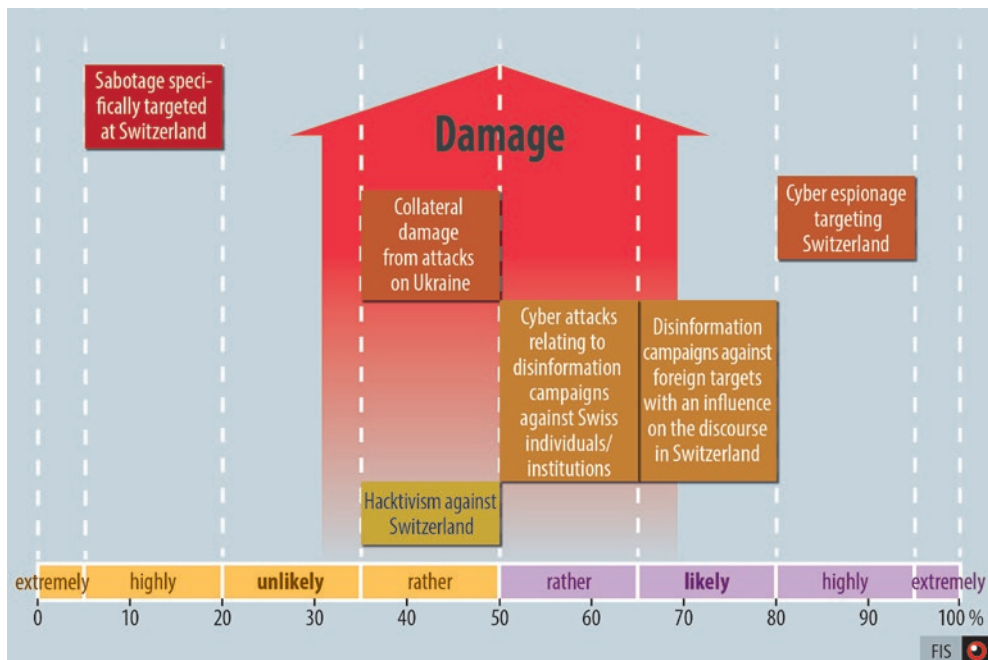 Sabotage speci-
fically targeted
at Switzerland
Damage
Collateral
damage
from attacks
on Ukraine
Cyber espionage
targeting
Switzerland
Cyber attacks
relating to
disinformation
campaigns
against Swiss
individuals/
institutions
Disinformation
campaigns against
foreign targets
with an influence
on the discourse
in Switzerland
Hacktivism against
Switzerland
extremely highly unlikely rather rather likely highly extremely
0 10 20 30 40 50 60 70 80 90 100 %
FIS